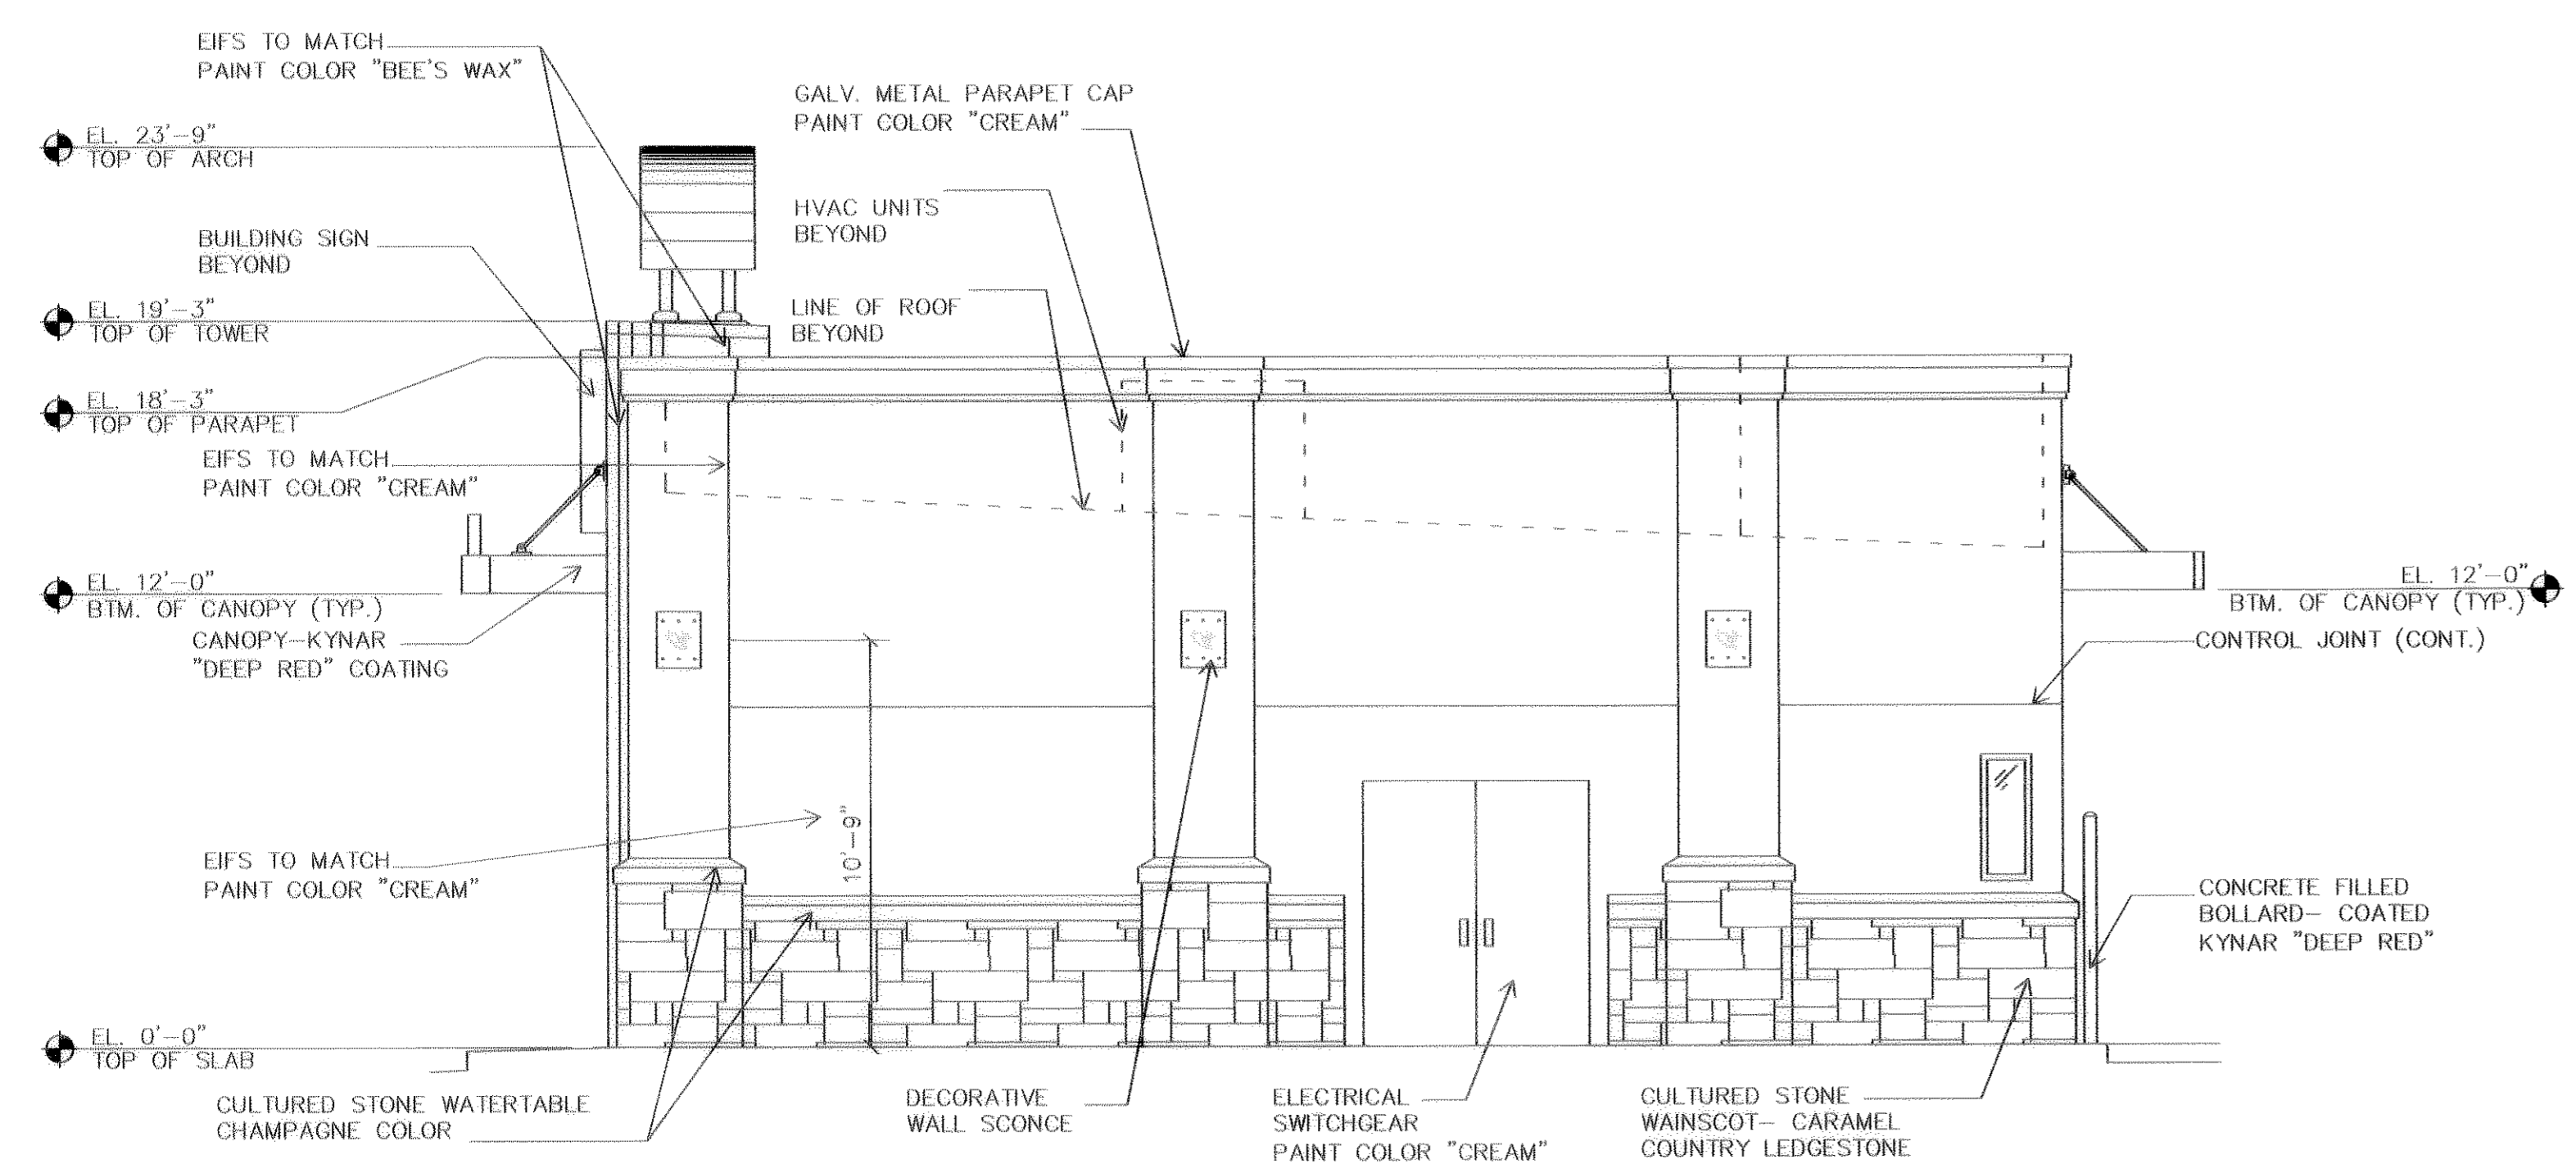 EIFS TO MATCH
PAINT COLOR "BEE'S WAX"
GALV. METAL PARAPET CAP
PAINT COLOR "CREAM"
EL. 23'-9"
TOP OF ARCH
HVAC UNITS
BEYOND
BUILDING SIGN
BEYOND
LINE OF ROOF
BEYOND
EL. 19'-3"
TOP OF TOWER
EL. 18'-3"
TOP OF PARAPET
EIFS TO MATCH
PAINT COLOR "CREAM"
EL. 12'-0"
BTM. OF CANOPY (TYP.)
EL. 12'-0"
BTM. OF CANOPY (TYP.)
CANOPY-KYNAR
"DEEP RED" COATING
CONTROL JOINT (CONT.)
10'-9"
EIFS TO MATCH
PAINT COLOR "CREAM"
CONCRETE FILLED
BOLLARD- COATED
KYNAR "DEEP RED"
EL. 0'-0"
TOP OF SLAB
CULTURED STONE WATERTABLE
CHAMPAGNE COLOR
DECORATIVE
WALL SCONCE
ELECTRICAL
SWITCHGEAR
PAINT COLOR "CREAM"
CULTURED STONE
WAINSCOT- CARAMEL
COUNTRY LEDGESTONE